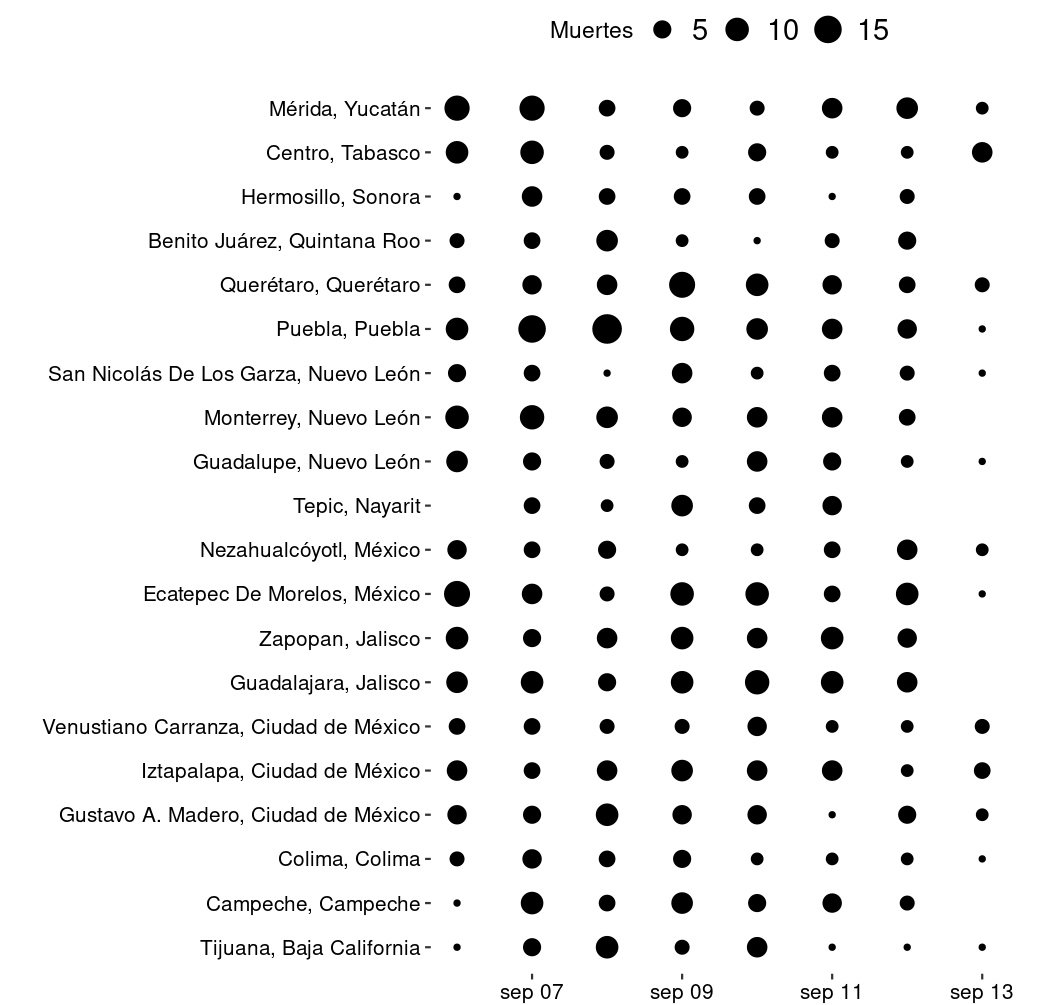 Muertes 5 10 15
Mérida, Yucatán
Centro, Tabasco
Hermosillo, Sonora
Benito Juárez, Quintana Roo
Querétaro, Querétaro
Puebla, Puebla
San Nicolás De Los Garza, Nuevo León
Monterrey, Nuevo León
Guadalupe, Nuevo León
Tepic, Nayarit
Nezahualcóyotl, México
Ecatepec De Morelos, México
Zapopan, Jalisco
Guadalajara, Jalisco
Venustiano Carranza, Ciudad de México
Iztapalapa, Ciudad de México
Gustavo A. Madero, Ciudad de México
Colima, Colima
Campeche, Campeche
Tijuana, Baja California
sep 07 sep 09 sep 11 sep 13